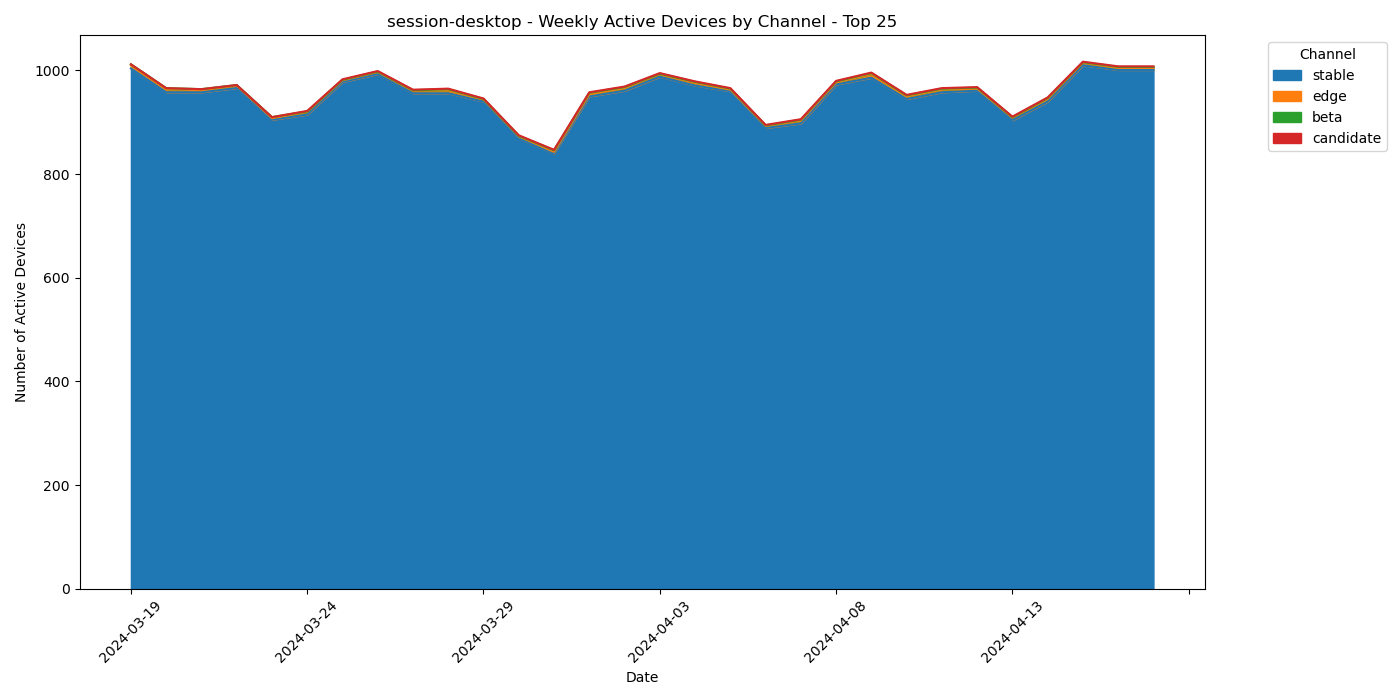 session-desktop - Weekly Active Devices by Channel - Top 25
Channel
stable
edge
beta
candidate
Number of Active Devices
1000
800
600
400
200
0
2024-03-19
2024-03-24
2024-03-29
2024-04-03
2024-04-08
2024-04-13
Date